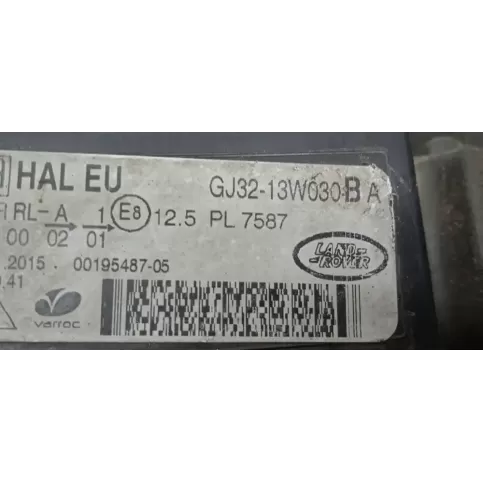 HAL EU GJ32-13W030-B A
RL-A 1 E8 12.5 PL 7587
00 02 01
.2015 00195487-05
.41
varroc
LAND-
-ROVER